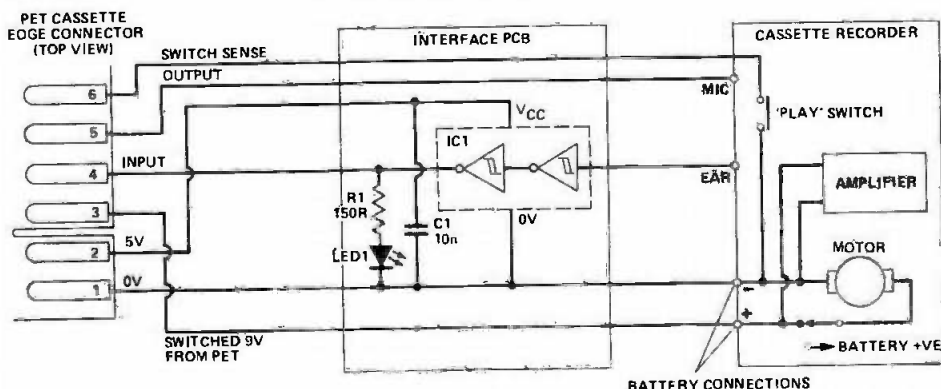 PET CASSETTE
EDGE CONNECTOR
(TOP VIEW)
INTERFACE PCB
CASSETTE RECORDER
SWITCH SENSE
OUTPUT
6
MIC
'PLAY' SWITCH
5
VCC
IC1
INPUT
4
EAR
AMPLIFIER
R1
150R
3
C1
10n
0V
5V
2
LED1
MOTOR
0V
1
-
+
SWITCHED 9V
FROM PET
BATTERY +VE
BATTERY CONNECTIONS